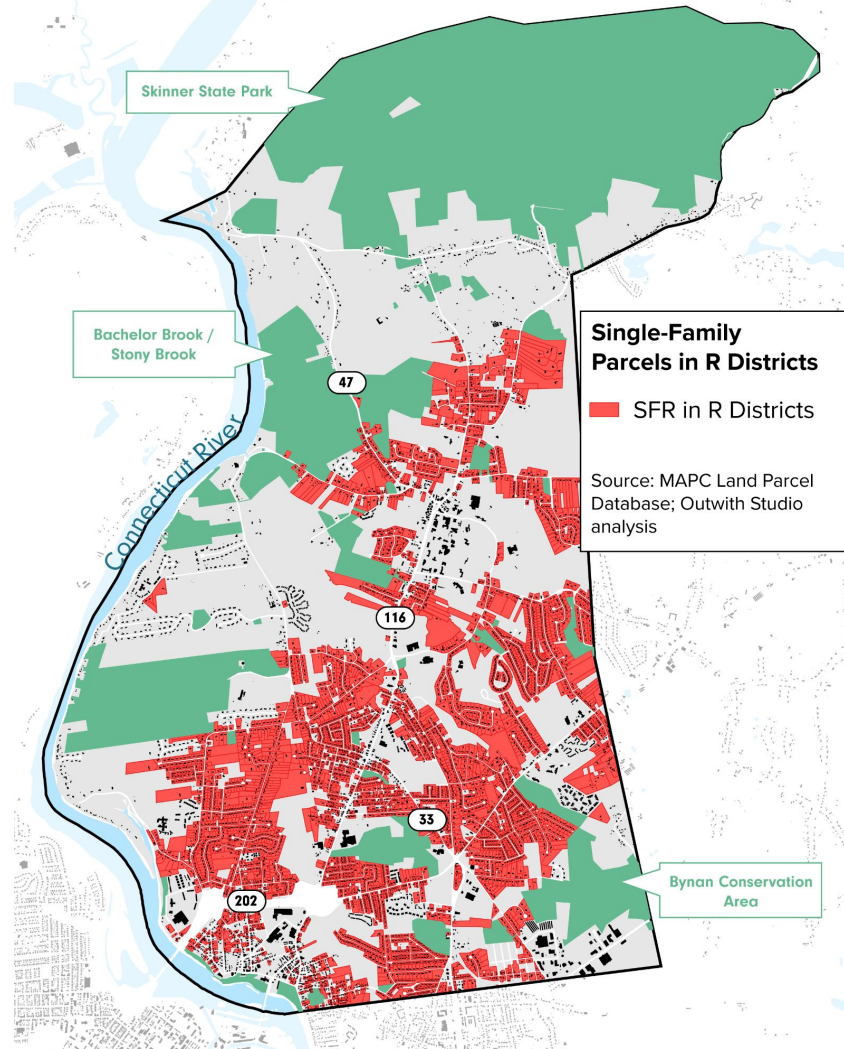 Skinner State Park
Bachelor Brook /
Stony Brook
Single-Family
Parcels in R Districts
SFR in R Districts
Source: MAPC Land Parcel
Database; Outwith Studio
analysis
47
Connecticut River
116
33
Bynan Conservation
Area
202